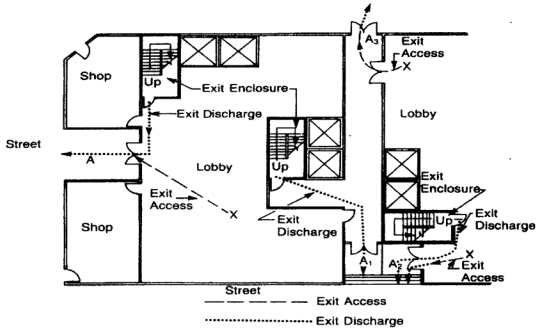 A₃
Exit
Access
X
Shop
Up
Exit Enclosure
Exit Discharge
Lobby
Street
A
Lobby
Up
Exit
Access
X
Exit
Discharge
Exit
Enclosure
Up
Exit
Discharge
Shop
A₁
A₂
X
Exit
Access
Street
Exit Access
Exit Discharge